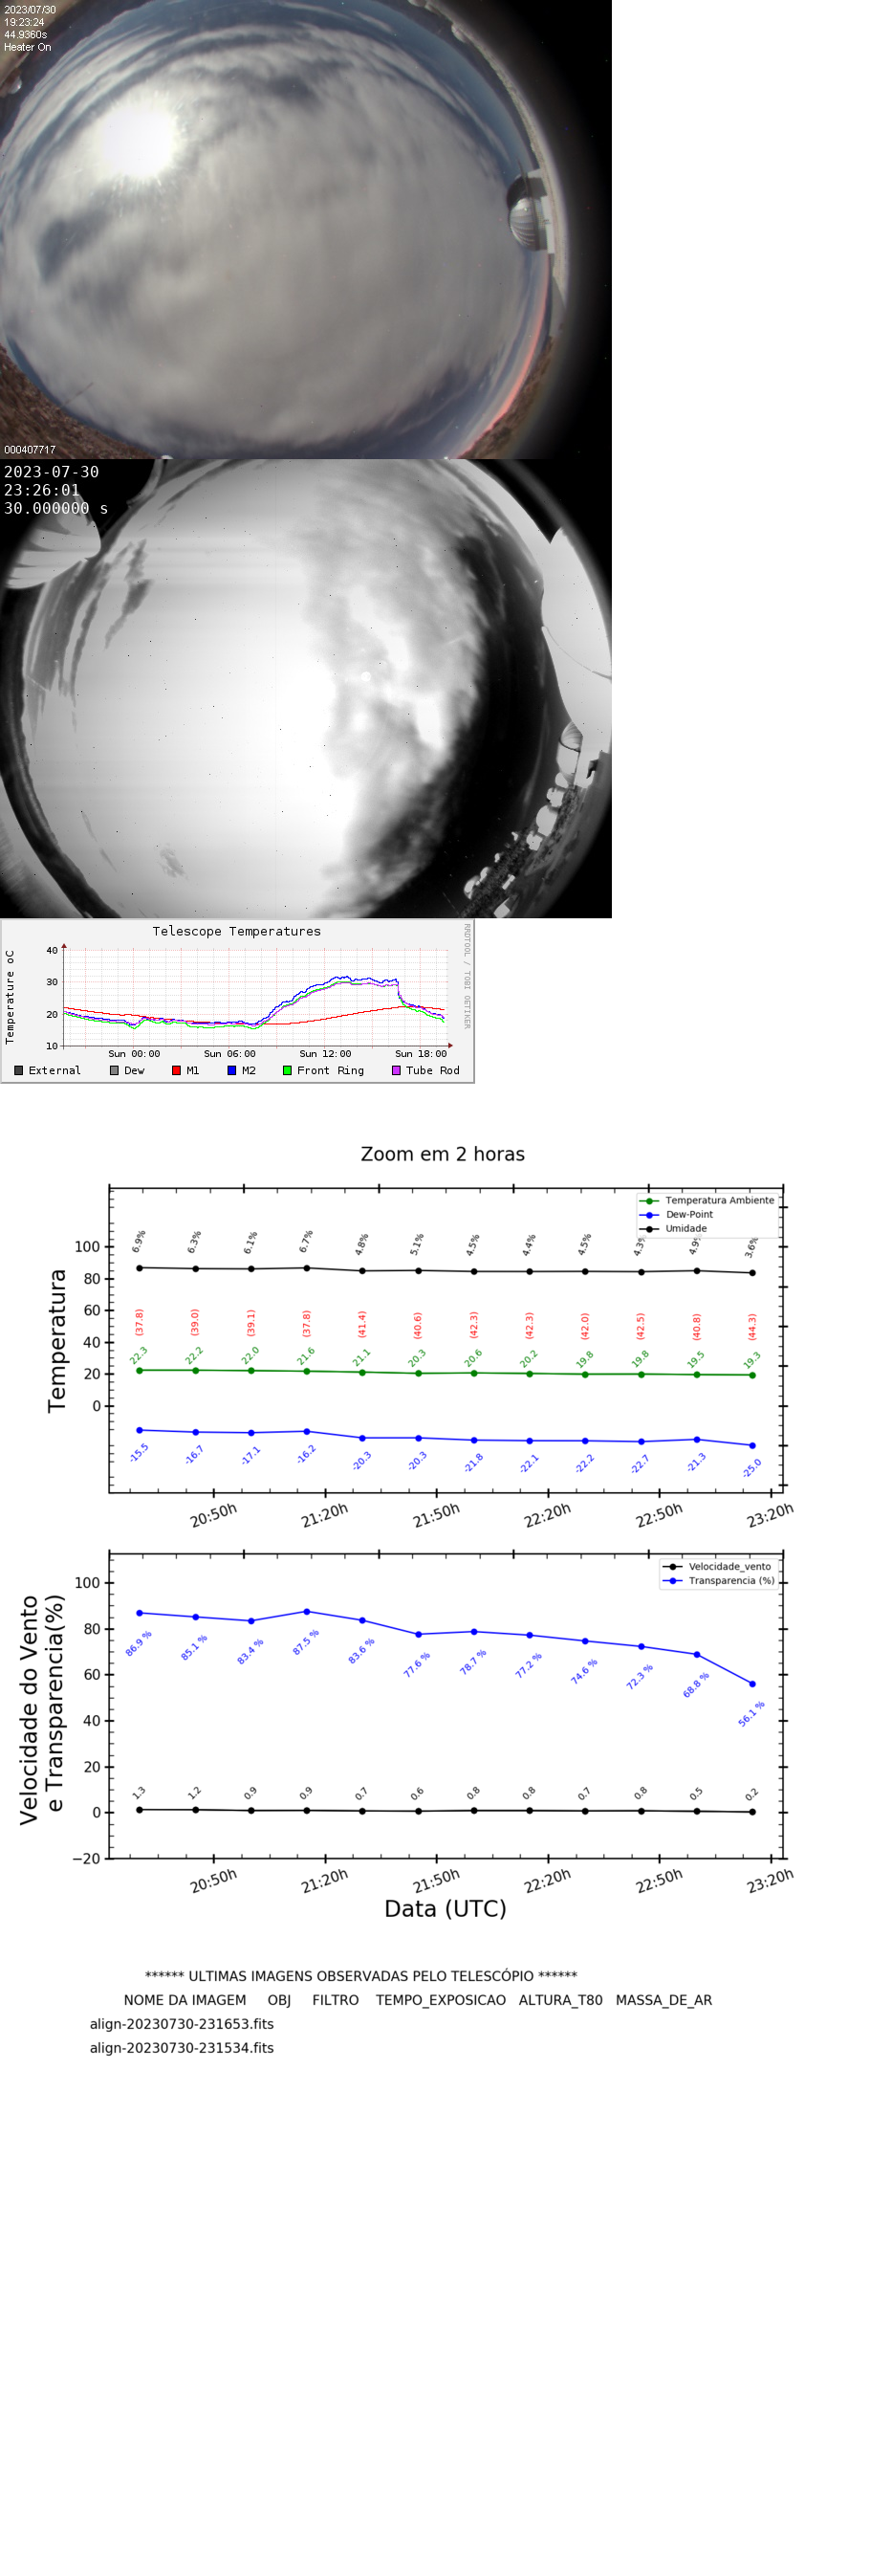 2023/07/30
19:23:24
44.9360s
Heater On
000407717
2023-07-30
23:26:01
30.000000 s
Telescope Temperatures
RRDTOOL / TOBI OETIKER
Temperature oC
40
30
20
10
Sun 00:00 Sun 06:00 Sun 12:00 Sun 18:00
External Dew M1 M2 Front Ring Tube Rod
Zoom em 2 horas
Temperatura
Temperatura Ambiente
Dew-Point
Umidade
100
80
60
40
20
0
6.9% 6.3% 6.1% 6.7% 4.8% 5.1% 4.5% 4.4% 4.5% 4.3% 4.9% 3.6%
(37.8) (39.0) (39.1) (37.8) (41.4) (40.6) (42.3) (42.3) (42.0) (42.5) (40.8) (44.3)
22.3 22.2 22.0 21.6 21.1 20.3 20.6 20.2 19.8 19.8 19.5 19.3
-15.5 -16.7 -17.1 -16.2 -20.3 -20.3 -21.8 -22.1 -22.2 -22.7 -21.3 -25.0
20:50h 21:20h 21:50h 22:20h 22:50h 23:20h
Velocidade do Vento
e Transparencia(%)
Velocidade_vento
Transparencia (%)
100
80
60
40
20
0
−20
86.9 % 85.1 % 83.4 % 87.5 % 83.6 % 77.6 % 78.7 % 77.2 % 74.6 % 72.3 % 68.8 % 56.1 %
1.3 1.2 0.9 0.9 0.7 0.6 0.8 0.8 0.7 0.8 0.5 0.2
20:50h 21:20h 21:50h 22:20h 22:50h 23:20h
Data (UTC)
****** ULTIMAS IMAGENS OBSERVADAS PELO TELESCÓPIO ******
NOME DA IMAGEM OBJ FILTRO TEMPO_EXPOSICAO ALTURA_T80 MASSA_DE_AR
align-20230730-231653.fits
align-20230730-231534.fits